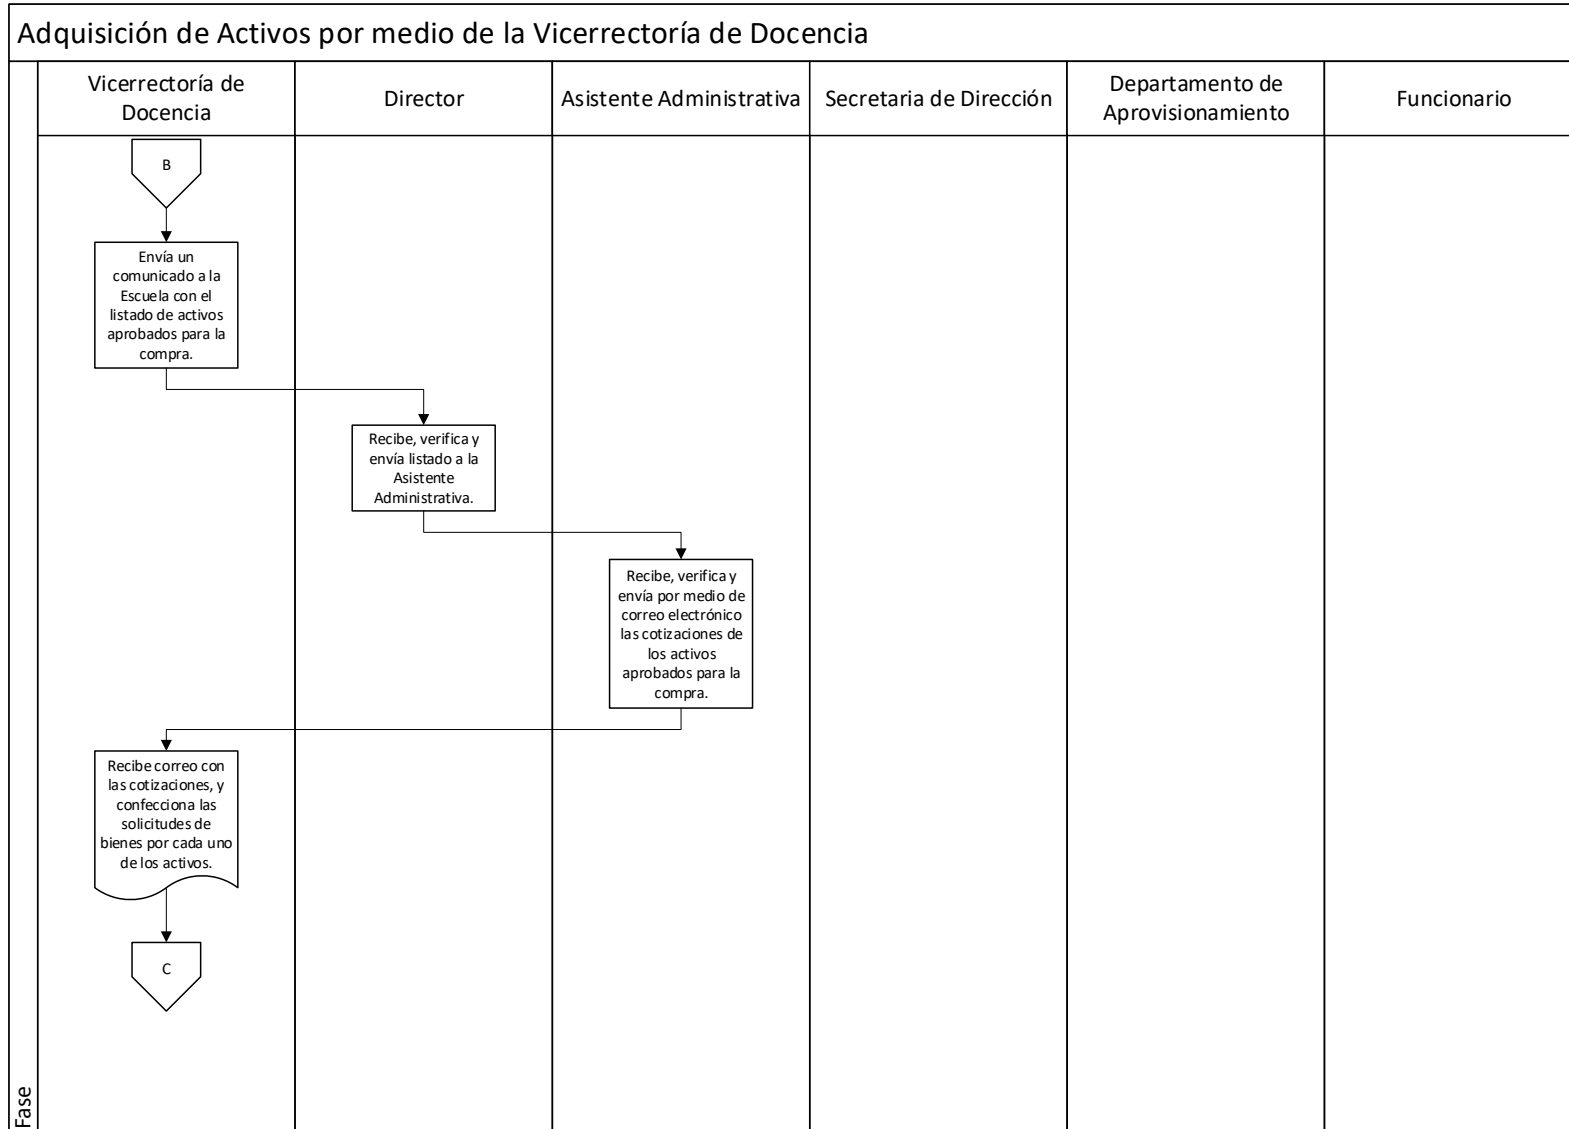 Adquisición de Activos por medio de la Vicerrectoría de Docencia
Vicerrectoría de
Docencia
Director
Asistente Administrativa
Secretaria de Dirección
Departamento de
Aprovisionamiento
Funcionario
B
Envía un
comunicado a la
Escuela con el
listado de activos
aprobados para la
compra.
Recibe, verifica y
envía listado a la
Asistente
Administrativa.
Recibe, verifica y
envía por medio de
correo electrónico
las cotizaciones de
los activos
aprobados para la
compra.
Recibe correo con
las cotizaciones, y
confecciona las
solicitudes de
bienes por cada uno
de los activos.
C
Fase